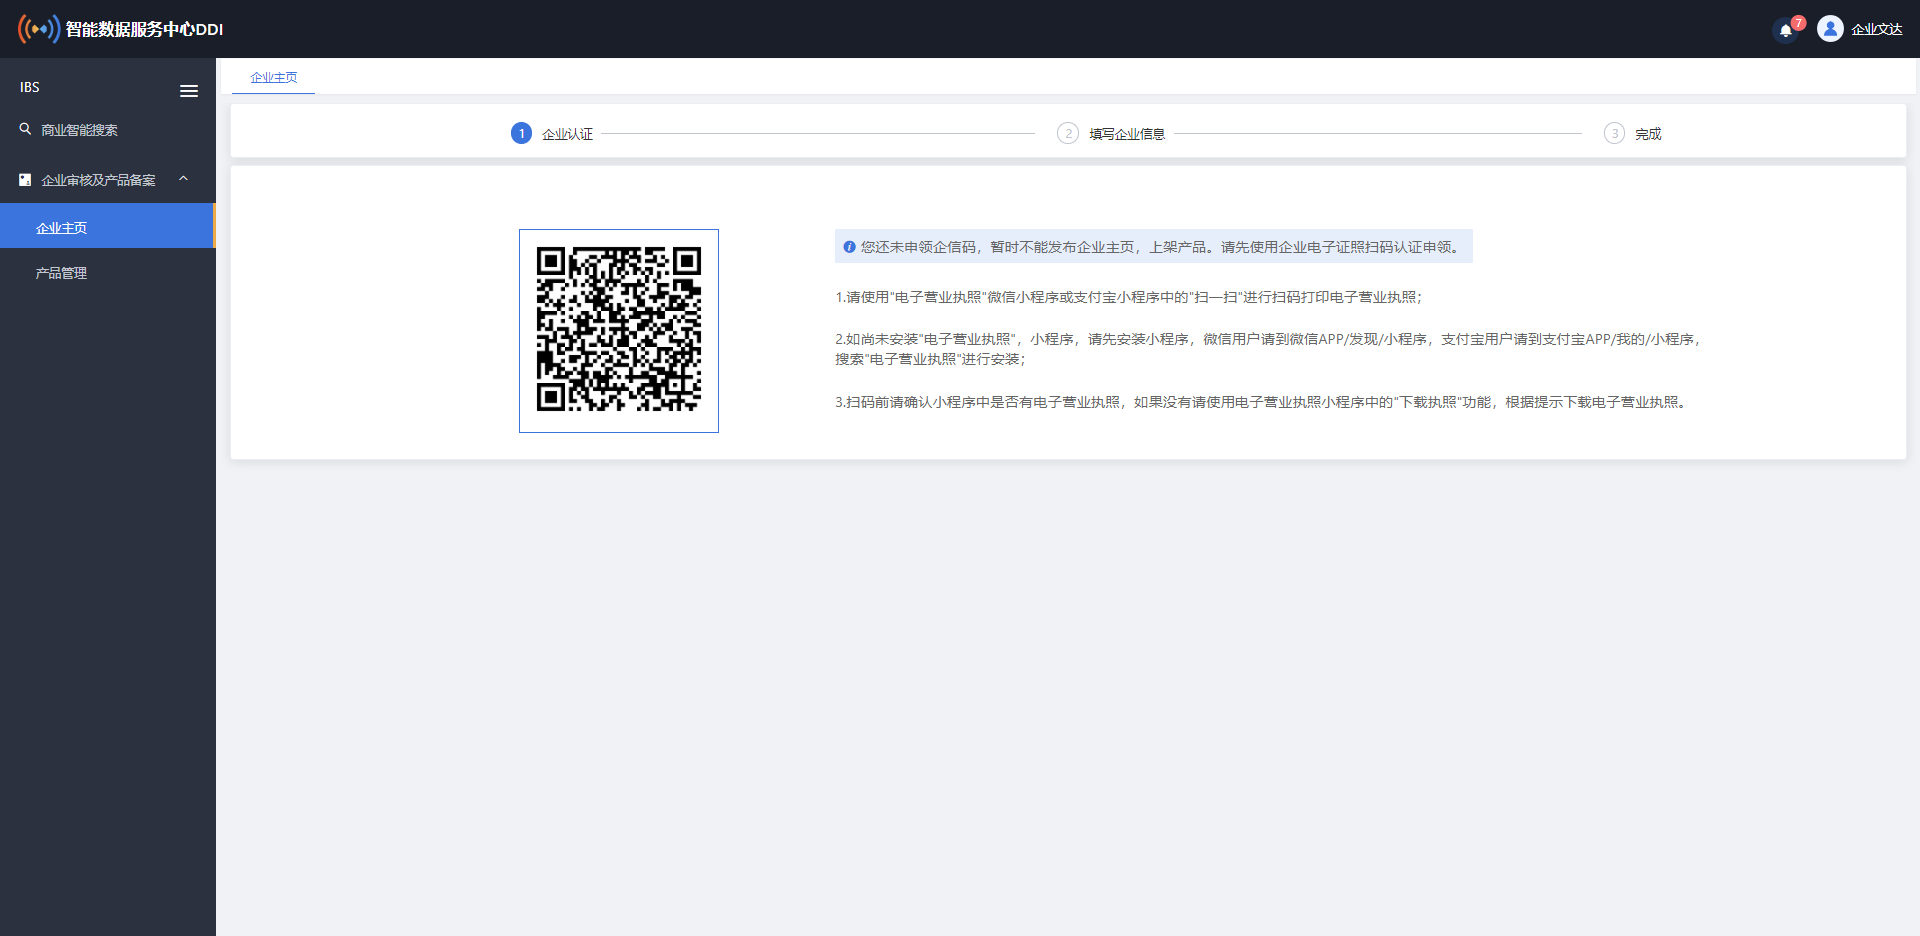 智能数据服务中心DDI
7
企业文达
IBS
商业智能搜索
企业审核及产品备案
企业主页
产品管理
企业主页
1 企业认证
2 填写企业信息
3 完成
您还未申领企信码，暂时不能发布企业主页，上架产品。请先使用企业电子证照扫码认证申领。
1.请使用"电子营业执照"微信小程序或支付宝小程序中的"扫一扫"进行扫码打印电子营业执照；
2.如尚未安装"电子营业执照"，小程序，请先安装小程序，微信用户请到微信APP/发现/小程序，支付宝用户请到支付宝APP/我的/小程序，
搜索"电子营业执照"进行安装；
3.扫码前请确认小程序中是否有电子营业执照，如果没有请使用电子营业执照小程序中的"下载执照"功能，根据提示下载电子营业执照。